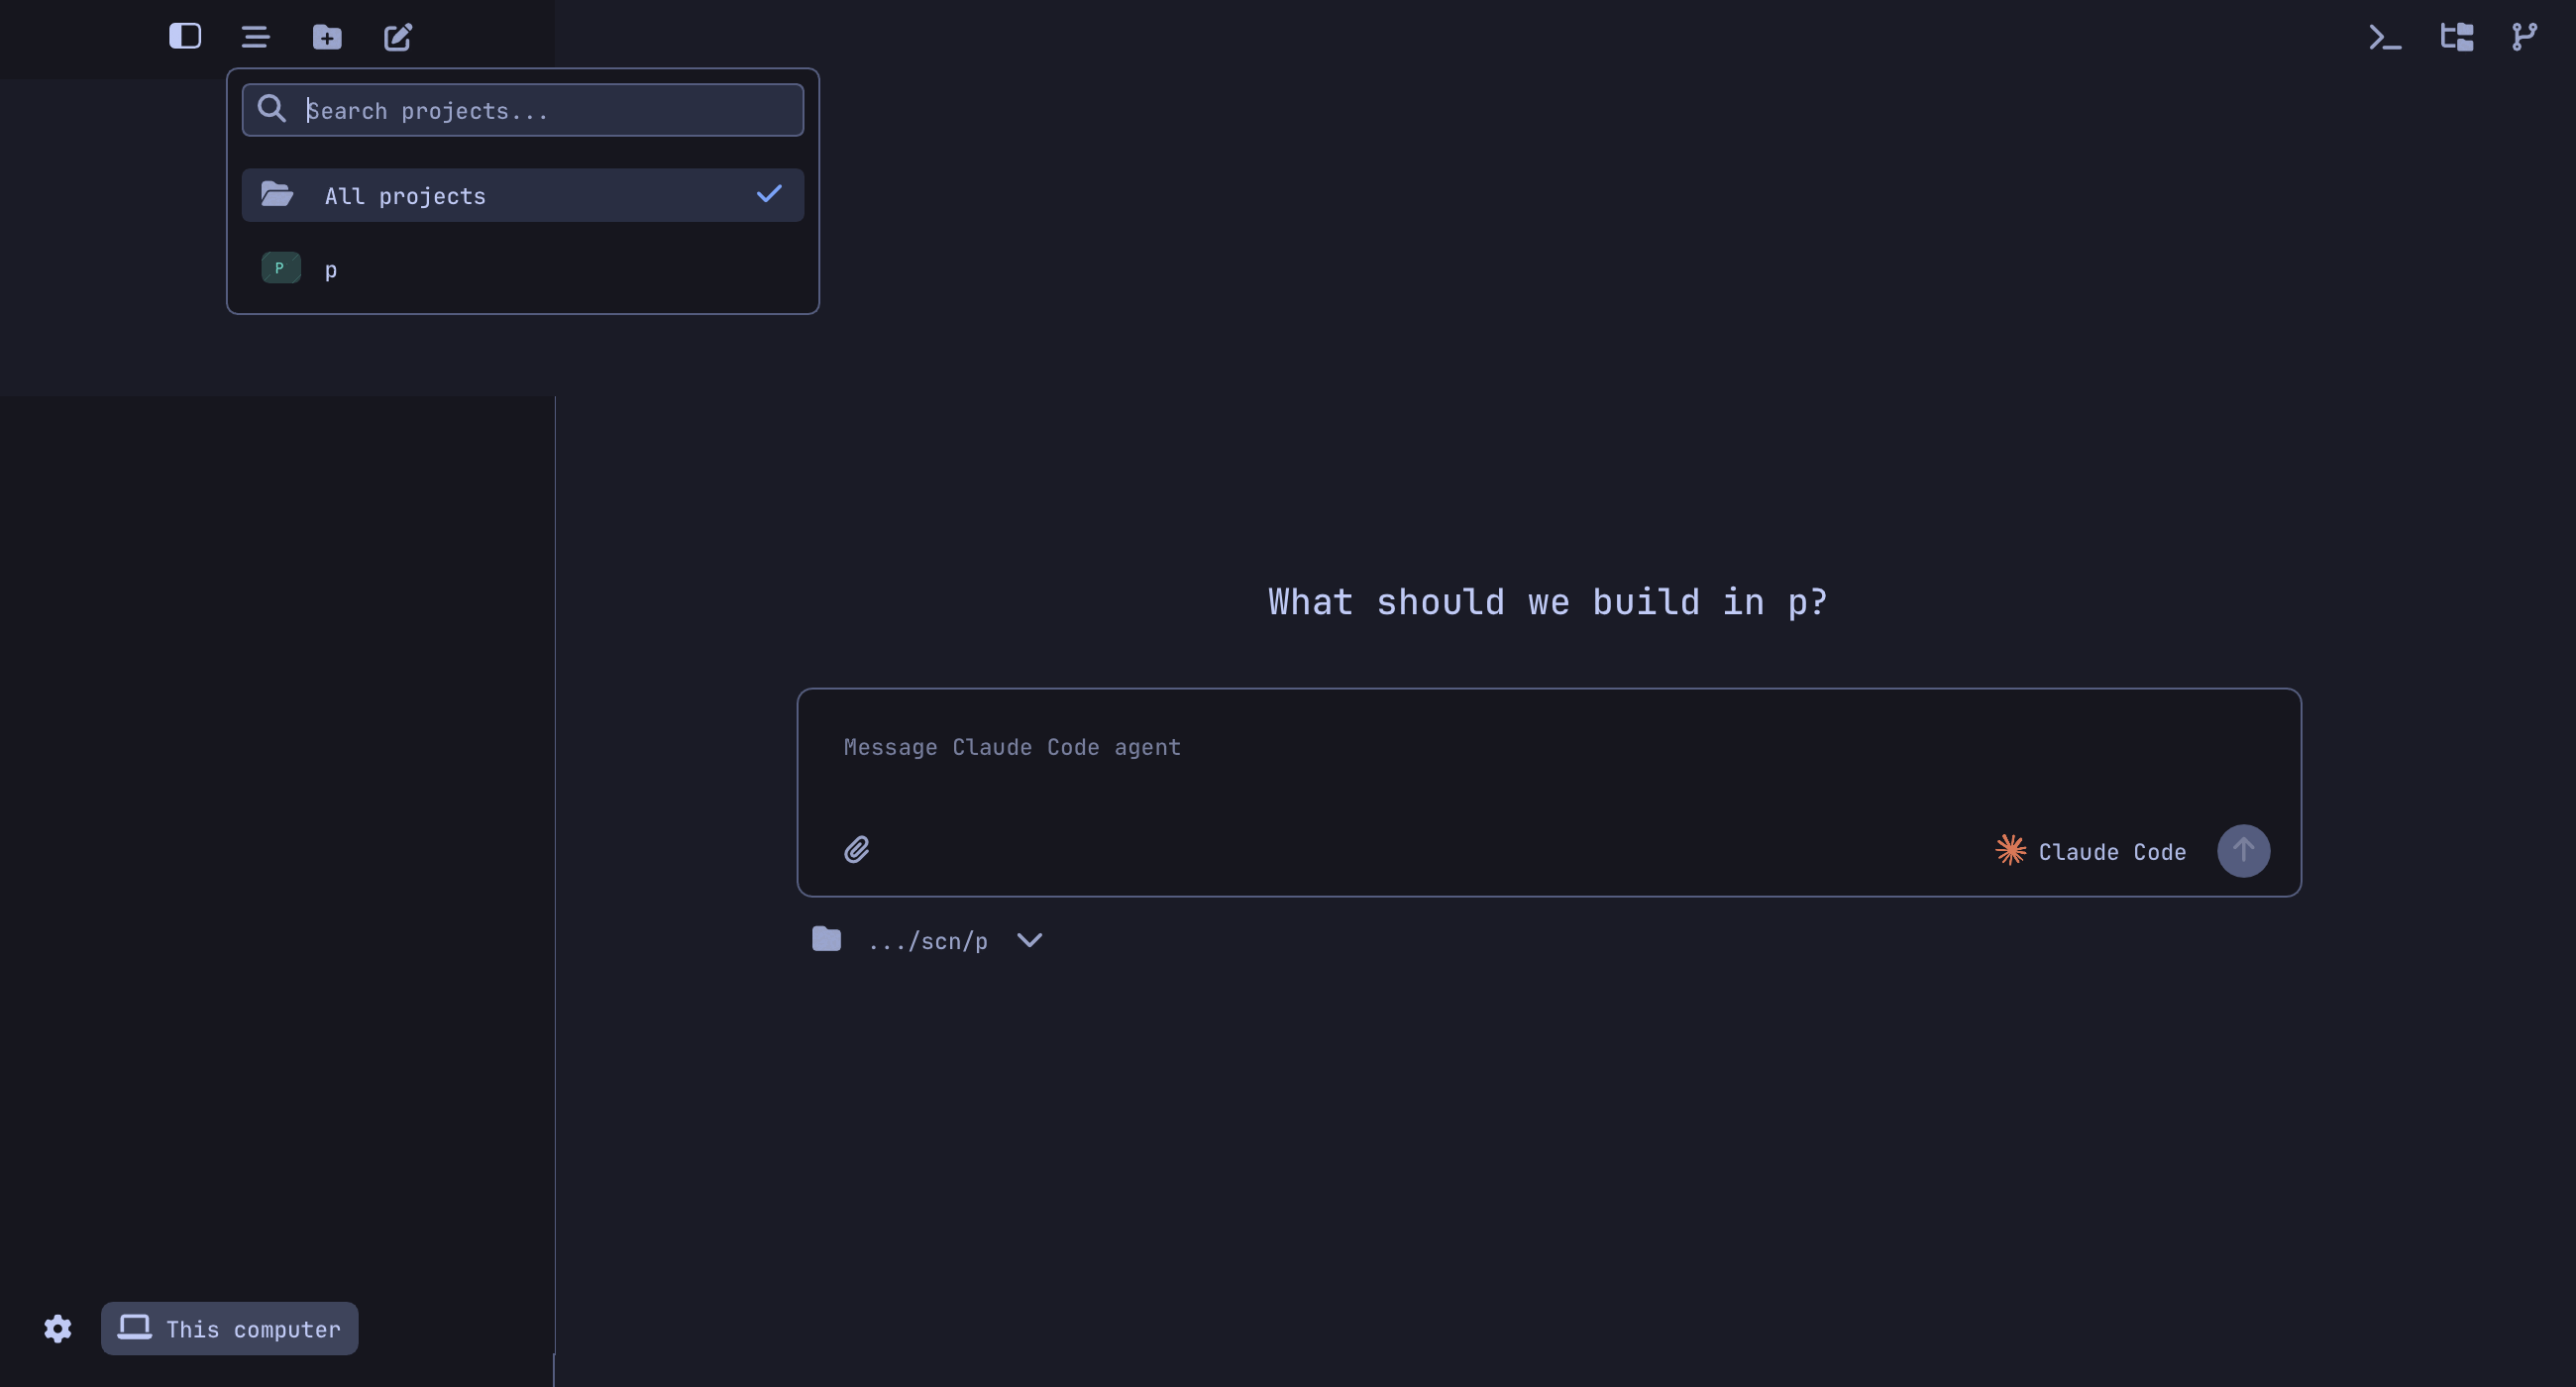 Search projects...
All projects
P p
What should we build in p?
Message Claude Code agent
Claude Code
.../scn/p
This computer